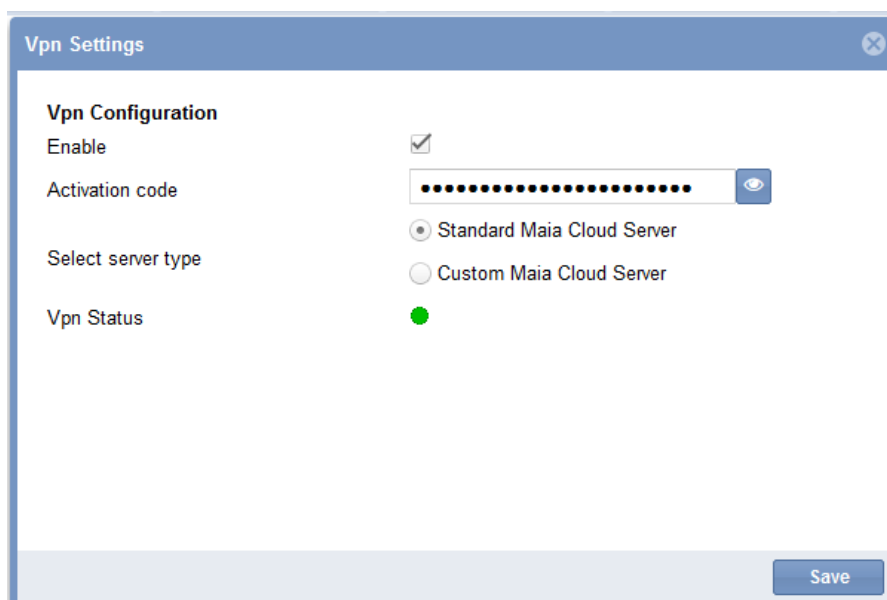 Vpn Settings
Vpn Configuration
Enable
Activation code
●●●●●●●●●●●●●●●●●●●●●●●
Select server type
Standard Maia Cloud Server
Custom Maia Cloud Server
Vpn Status
Save